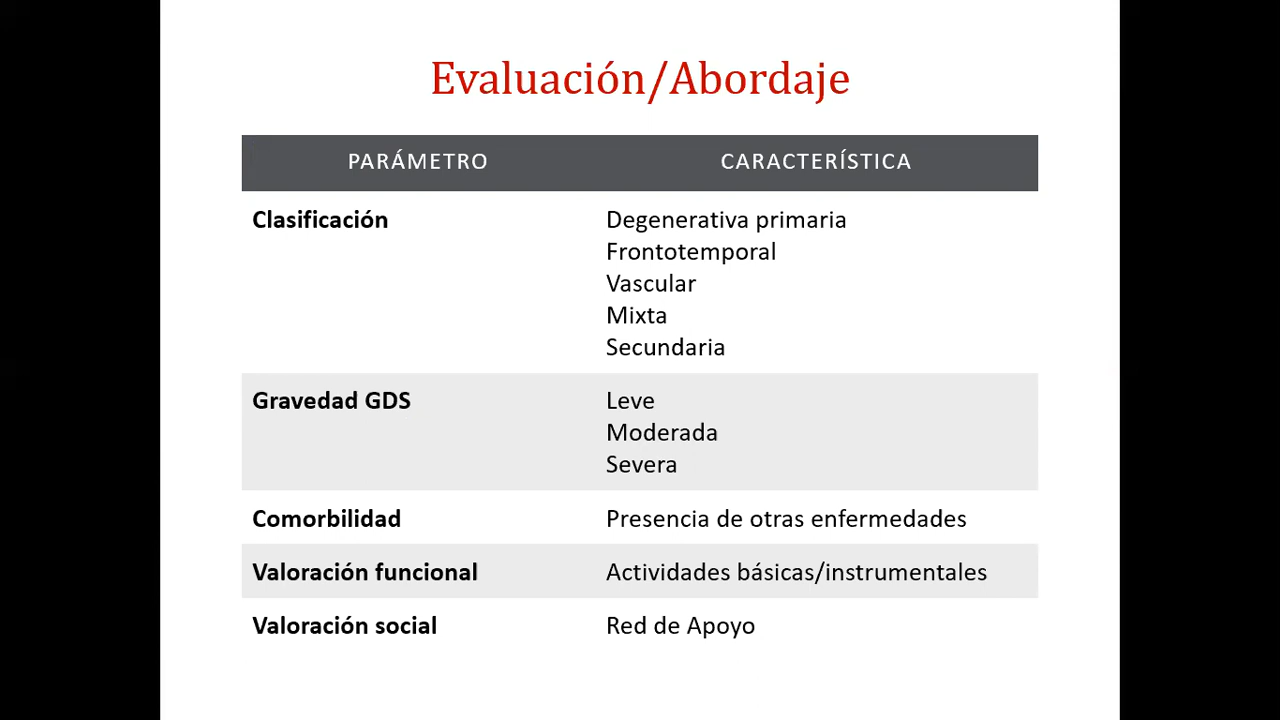 Evaluación/Abordaje
PARÁMETRO CARACTERÍSTICA
Clasificación Degenerativa primaria
Frontotemporal
Vascular
Mixta
Secundaria
Gravedad GDS Leve
Moderada
Severa
Comorbilidad Presencia de otras enfermedades
Valoración funcional Actividades básicas/instrumentales
Valoración social Red de Apoyo